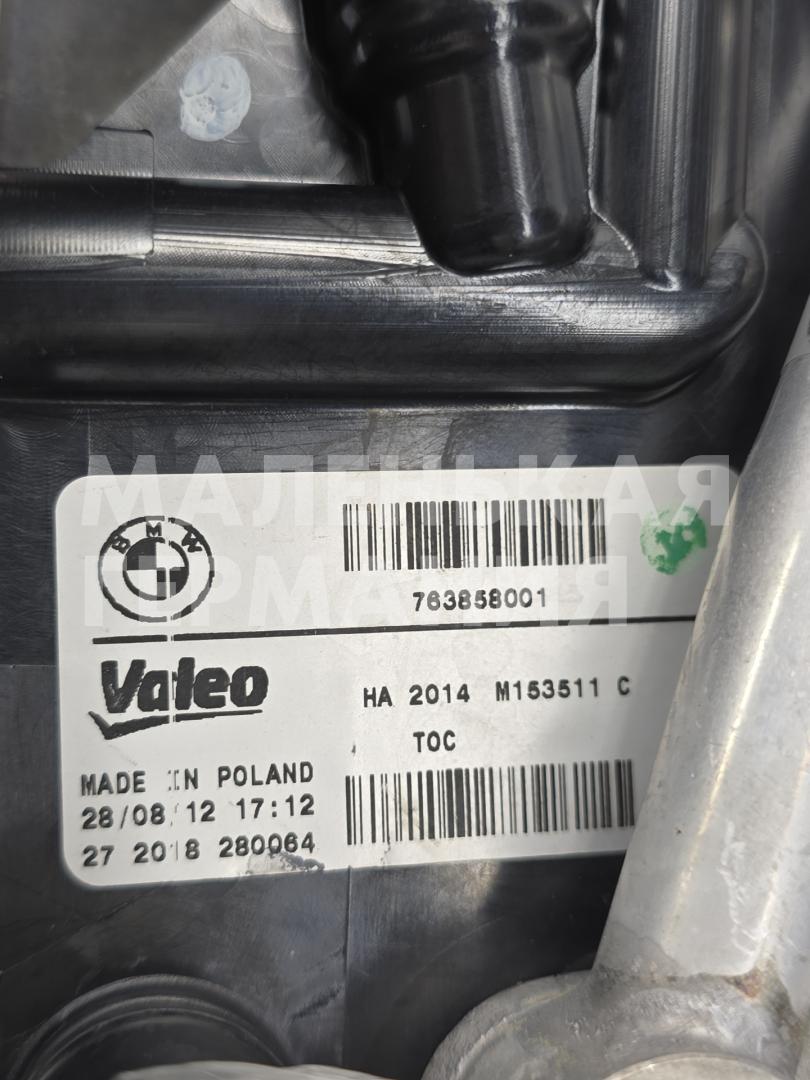 МАЛЕНЬКАЯ
ГЕРМАНИЯ
BMW
763858001
Valeo
HA 2014 M153511 C
TOC
MADE IN POLAND
28/08/12 17:12
27 2018 280064